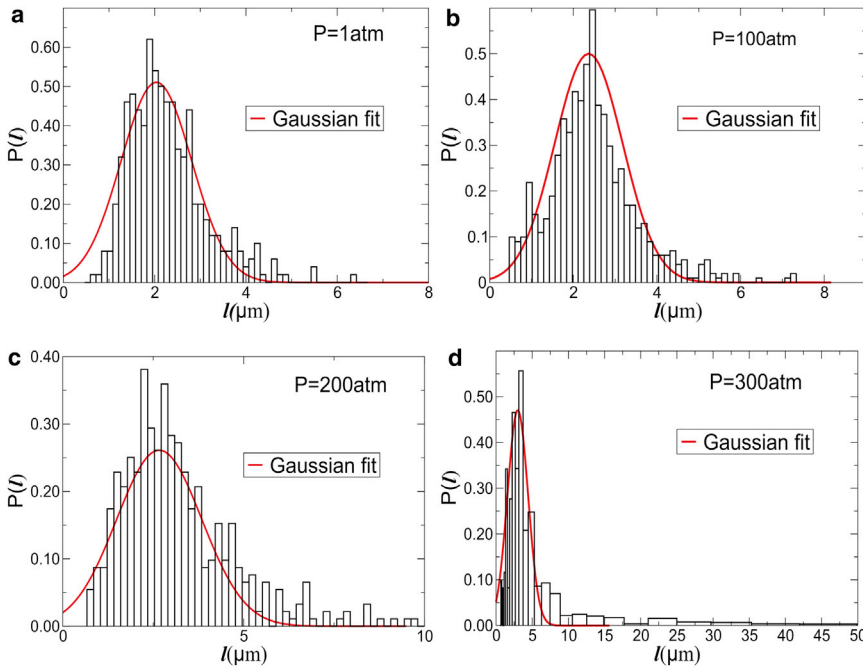 a
P=1atm
0.60
0.50
0.40
0.30
0.20
0.10
0.00
P(l)
Gaussian fit
0 2 4 6 8
l(µm)
b
P=100atm
0.5
0.4
0.3
0.2
0.1
0
P(l)
Gaussian fit
0 2 4 6 8
l(µm)
c
P=200atm
0.40
0.30
0.20
0.10
0.00
P(l)
Gaussian fit
0 5 10
l(µm)
d
P=300atm
0.50
0.40
0.30
0.20
0.10
0.00
P(l)
Gaussian fit
0 5 10 15 20 25 30 35 40 45 50
l(µm)